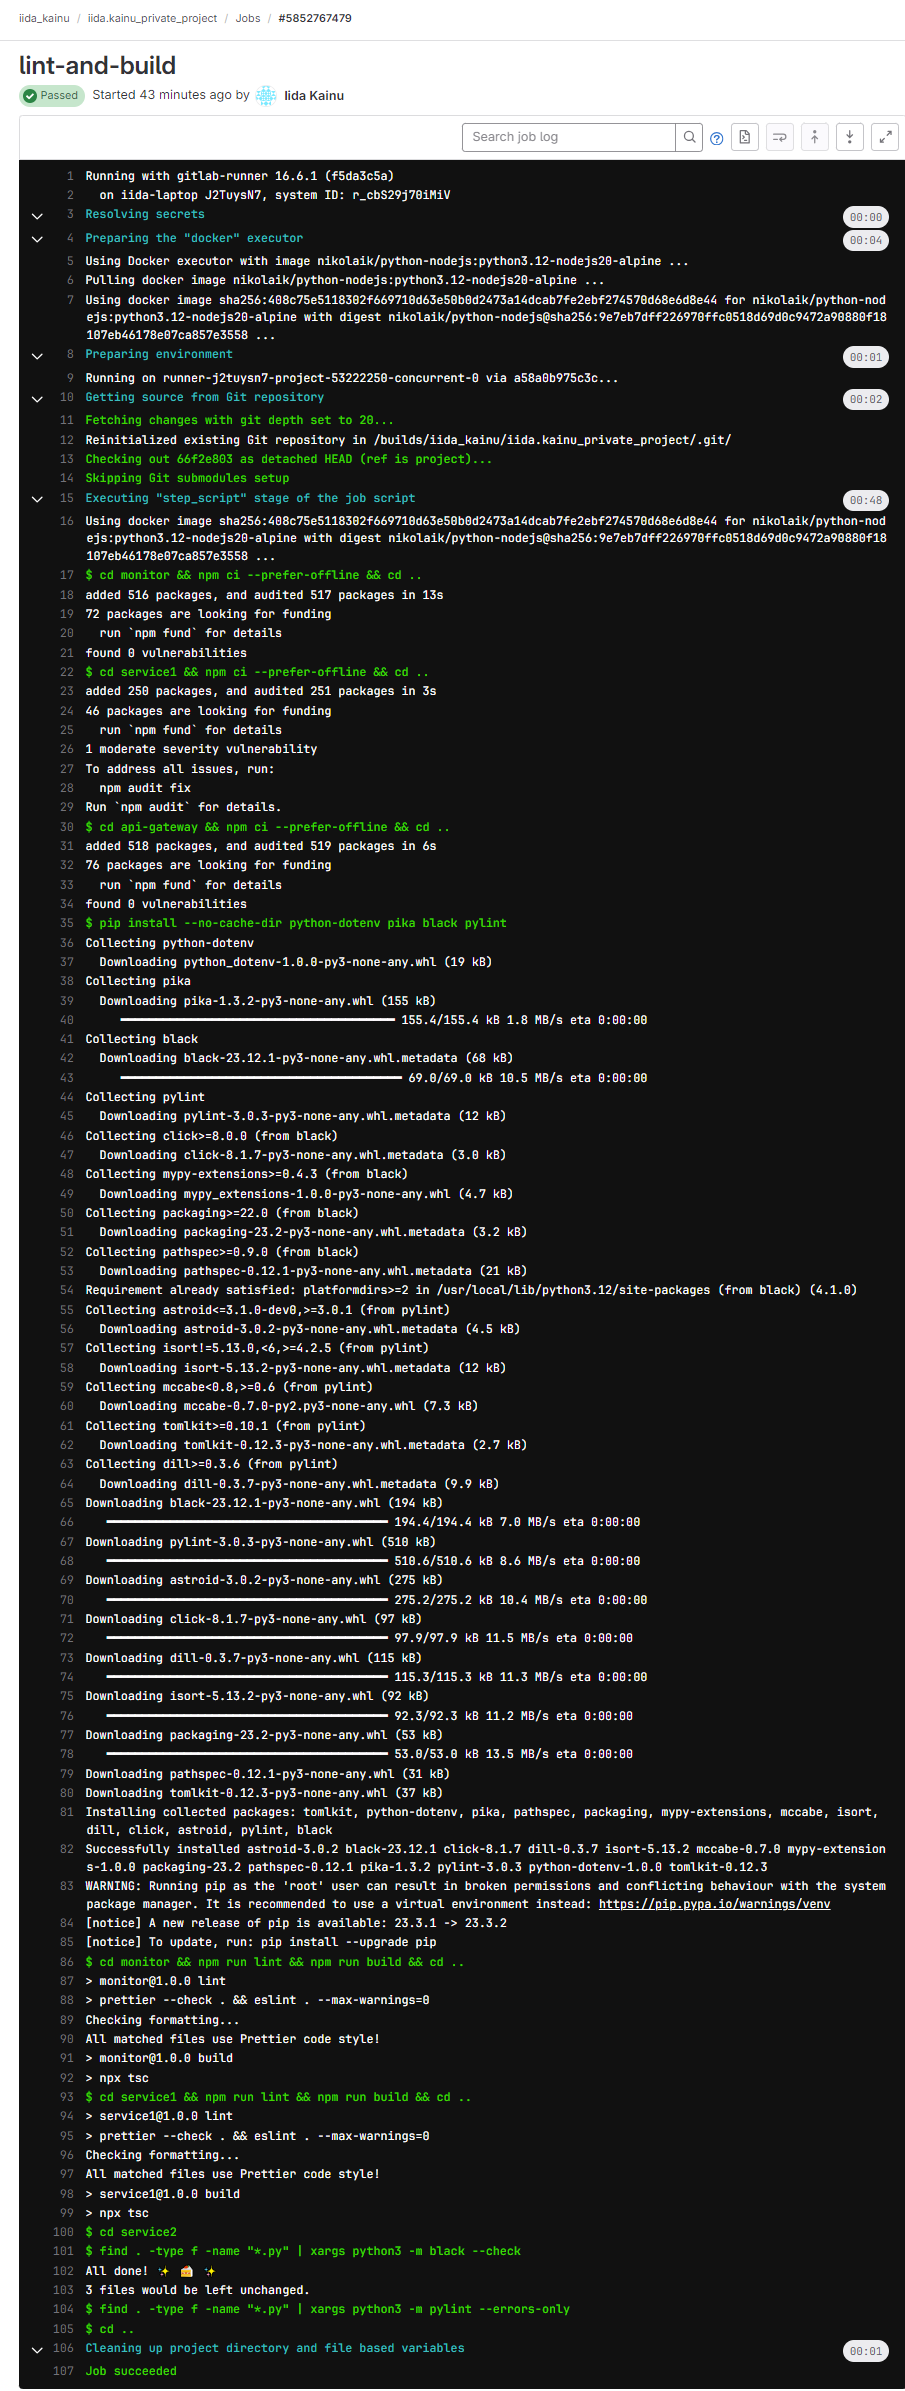 iida_kainu / iida.kainu_private_project / Jobs / #5852767479
lint-and-build
Passed Started 43 minutes ago by Iida Kainu
Search job log
1 Running with gitlab-runner 16.6.1 (f5da3c5a)
2 on iida-laptop J2TuysN7, system ID: r_cbS29j70iMiV
3 Resolving secrets 00:00
4 Preparing the "docker" executor 00:04
5 Using Docker executor with image nikolaik/python-nodejs:python3.12-nodejs20-alpine ...
6 Pulling docker image nikolaik/python-nodejs:python3.12-nodejs20-alpine ...
7 Using docker image sha256:408c75e5118302f669710d63e50b0d2473a14dcab7fe2ebf274570d68e6d8e44 for nikolaik/python-nod
ejs:python3.12-nodejs20-alpine with digest nikolaik/python-nodejs@sha256:9e7eb7dff226970ffc0518d69d0c9472a90880f18
107eb46178e07ca857e3558 ...
8 Preparing environment 00:01
9 Running on runner-j2tuysn7-project-53222250-concurrent-0 via a58a0b975c3c...
10 Getting source from Git repository 00:02
11 Fetching changes with git depth set to 20...
12 Reinitialized existing Git repository in /builds/iida_kainu/iida.kainu_private_project/.git/
13 Checking out 66f2e803 as detached HEAD (ref is project)...
14 Skipping Git submodules setup
15 Executing "step_script" stage of the job script 00:48
16 Using docker image sha256:408c75e5118302f669710d63e50b0d2473a14dcab7fe2ebf274570d68e6d8e44 for nikolaik/python-nod
ejs:python3.12-nodejs20-alpine with digest nikolaik/python-nodejs@sha256:9e7eb7dff226970ffc0518d69d0c9472a90880f18
107eb46178e07ca857e3558 ...
17 $ cd monitor && npm ci --prefer-offline && cd ..
18 added 516 packages, and audited 517 packages in 13s
19 72 packages are looking for funding
20 run `npm fund` for details
21 found 0 vulnerabilities
22 $ cd service1 && npm ci --prefer-offline && cd ..
23 added 250 packages, and audited 251 packages in 3s
24 46 packages are looking for funding
25 run `npm fund` for details
26 1 moderate severity vulnerability
27 To address all issues, run:
28 npm audit fix
29 Run `npm audit` for details.
30 $ cd api-gateway && npm ci --prefer-offline && cd ..
31 added 518 packages, and audited 519 packages in 6s
32 76 packages are looking for funding
33 run `npm fund` for details
34 found 0 vulnerabilities
35 $ pip install --no-cache-dir python-dotenv pika black pylint
36 Collecting python-dotenv
37 Downloading python_dotenv-1.0.0-py3-none-any.whl (19 kB)
38 Collecting pika
39 Downloading pika-1.3.2-py3-none-any.whl (155 kB)
40 155.4/155.4 kB 1.8 MB/s eta 0:00:00
41 Collecting black
42 Downloading black-23.12.1-py3-none-any.whl.metadata (68 kB)
43 69.0/69.0 kB 10.5 MB/s eta 0:00:00
44 Collecting pylint
45 Downloading pylint-3.0.3-py3-none-any.whl.metadata (12 kB)
46 Collecting click>=8.0.0 (from black)
47 Downloading click-8.1.7-py3-none-any.whl.metadata (3.0 kB)
48 Collecting mypy-extensions>=0.4.3 (from black)
49 Downloading mypy_extensions-1.0.0-py3-none-any.whl (4.7 kB)
50 Collecting packaging>=22.0 (from black)
51 Downloading packaging-23.2-py3-none-any.whl.metadata (3.2 kB)
52 Collecting pathspec>=0.9.0 (from black)
53 Downloading pathspec-0.12.1-py3-none-any.whl.metadata (21 kB)
54 Requirement already satisfied: platformdirs>=2 in /usr/local/lib/python3.12/site-packages (from black) (4.1.0)
55 Collecting astroid<=3.1.0-dev0,>=3.0.1 (from pylint)
56 Downloading astroid-3.0.2-py3-none-any.whl.metadata (4.5 kB)
57 Collecting isort!=5.13.0,<6,>=4.2.5 (from pylint)
58 Downloading isort-5.13.2-py3-none-any.whl.metadata (12 kB)
59 Collecting mccabe<0.8,>=0.6 (from pylint)
60 Downloading mccabe-0.7.0-py2.py3-none-any.whl (7.3 kB)
61 Collecting tomlkit>=0.10.1 (from pylint)
62 Downloading tomlkit-0.12.3-py3-none-any.whl.metadata (2.7 kB)
63 Collecting dill>=0.3.6 (from pylint)
64 Downloading dill-0.3.7-py3-none-any.whl.metadata (9.9 kB)
65 Downloading black-23.12.1-py3-none-any.whl (194 kB)
66 194.4/194.4 kB 7.0 MB/s eta 0:00:00
67 Downloading pylint-3.0.3-py3-none-any.whl (510 kB)
68 510.6/510.6 kB 8.6 MB/s eta 0:00:00
69 Downloading astroid-3.0.2-py3-none-any.whl (275 kB)
70 275.2/275.2 kB 10.4 MB/s eta 0:00:00
71 Downloading click-8.1.7-py3-none-any.whl (97 kB)
72 97.9/97.9 kB 11.5 MB/s eta 0:00:00
73 Downloading dill-0.3.7-py3-none-any.whl (115 kB)
74 115.3/115.3 kB 11.3 MB/s eta 0:00:00
75 Downloading isort-5.13.2-py3-none-any.whl (92 kB)
76 92.3/92.3 kB 11.2 MB/s eta 0:00:00
77 Downloading packaging-23.2-py3-none-any.whl (53 kB)
78 53.0/53.0 kB 13.5 MB/s eta 0:00:00
79 Downloading pathspec-0.12.1-py3-none-any.whl (31 kB)
80 Downloading tomlkit-0.12.3-py3-none-any.whl (37 kB)
81 Installing collected packages: tomlkit, python-dotenv, pika, pathspec, packaging, mypy-extensions, mccabe, isort,
dill, click, astroid, pylint, black
82 Successfully installed astroid-3.0.2 black-23.12.1 click-8.1.7 dill-0.3.7 isort-5.13.2 mccabe-0.7.0 mypy-extension
s-1.0.0 packaging-23.2 pathspec-0.12.1 pika-1.3.2 pylint-3.0.3 python-dotenv-1.0.0 tomlkit-0.12.3
83 WARNING: Running pip as the 'root' user can result in broken permissions and conflicting behaviour with the system
package manager. It is recommended to use a virtual environment instead: https://pip.pypa.io/warnings/venv
84 [notice] A new release of pip is available: 23.3.1 -> 23.3.2
85 [notice] To update, run: pip install --upgrade pip
86 $ cd monitor && npm run lint && npm run build && cd ..
87 > monitor@1.0.0 lint
88 > prettier --check . && eslint . --max-warnings=0
89 Checking formatting...
90 All matched files use Prettier code style!
91 > monitor@1.0.0 build
92 > npx tsc
93 $ cd service1 && npm run lint && npm run build && cd ..
94 > service1@1.0.0 lint
95 > prettier --check . && eslint . --max-warnings=0
96 Checking formatting...
97 All matched files use Prettier code style!
98 > service1@1.0.0 build
99 > npx tsc
100 $ cd service2
101 $ find . -type f -name "*.py" | xargs python3 -m black --check
102 All done! ✨ 🍰 ✨
103 3 files would be left unchanged.
104 $ find . -type f -name "*.py" | xargs python3 -m pylint --errors-only
105 $ cd ..
106 Cleaning up project directory and file based variables 00:01
107 Job succeeded